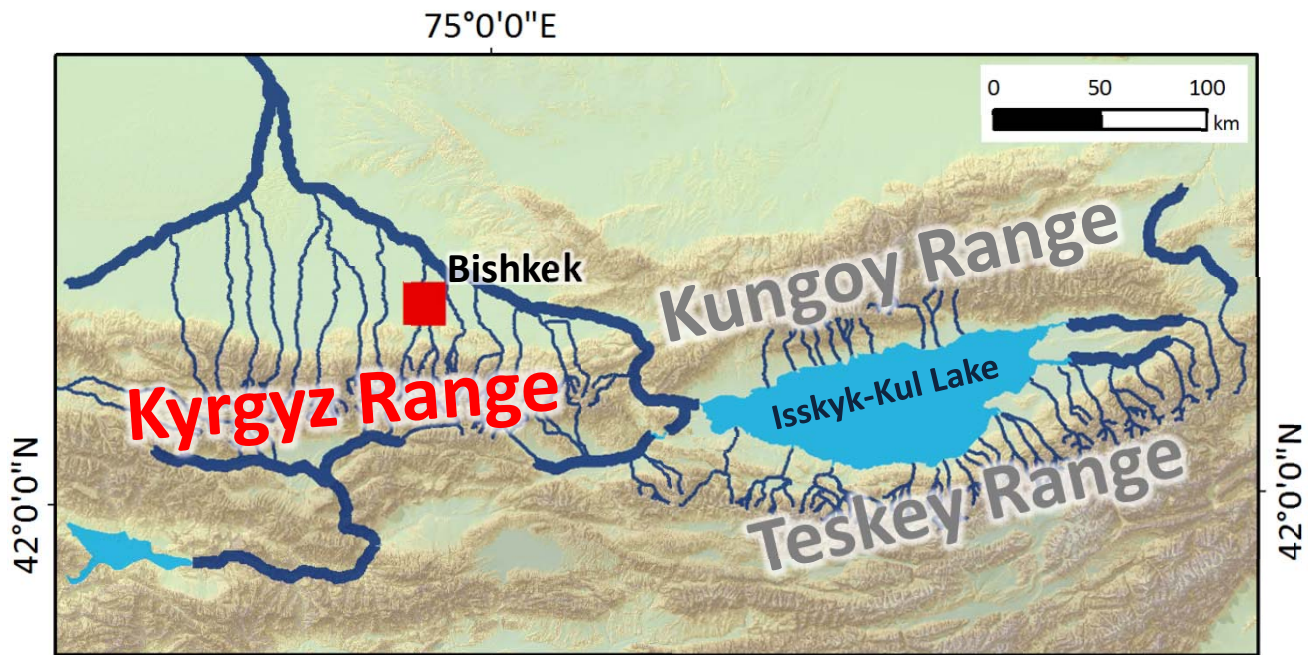 75°0'0"E
0 50 100
km
Kungoy Range
Bishkek
Isskyk-Kul Lake
Kyrgyz Range
Teskey Range
42°0'0"N
42°0'0"N